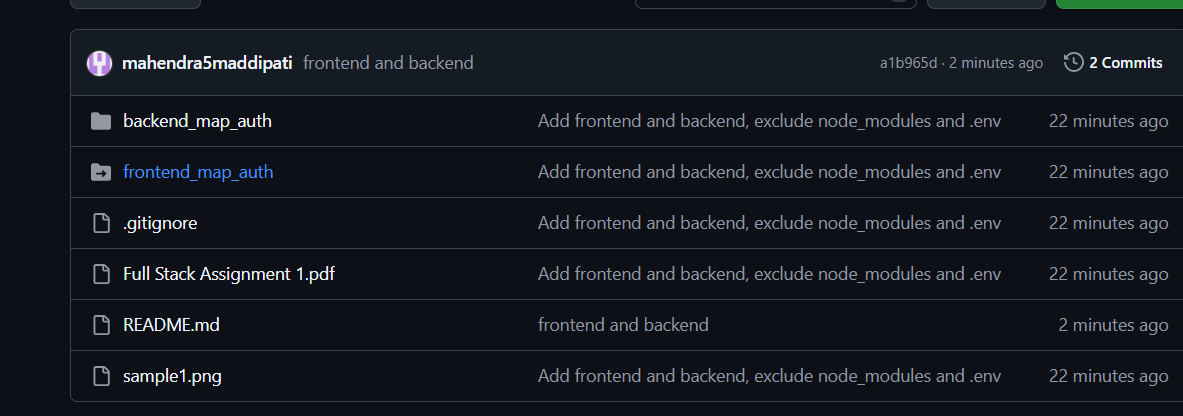 mahendra5maddipati frontend and backend a1b965d · 2 minutes ago 2 Commits
backend_map_auth Add frontend and backend, exclude node_modules and .env 22 minutes ago
frontend_map_auth Add frontend and backend, exclude node_modules and .env 22 minutes ago
.gitignore Add frontend and backend, exclude node_modules and .env 22 minutes ago
Full Stack Assignment 1.pdf Add frontend and backend, exclude node_modules and .env 22 minutes ago
README.md frontend and backend 2 minutes ago
sample1.png Add frontend and backend, exclude node_modules and .env 22 minutes ago